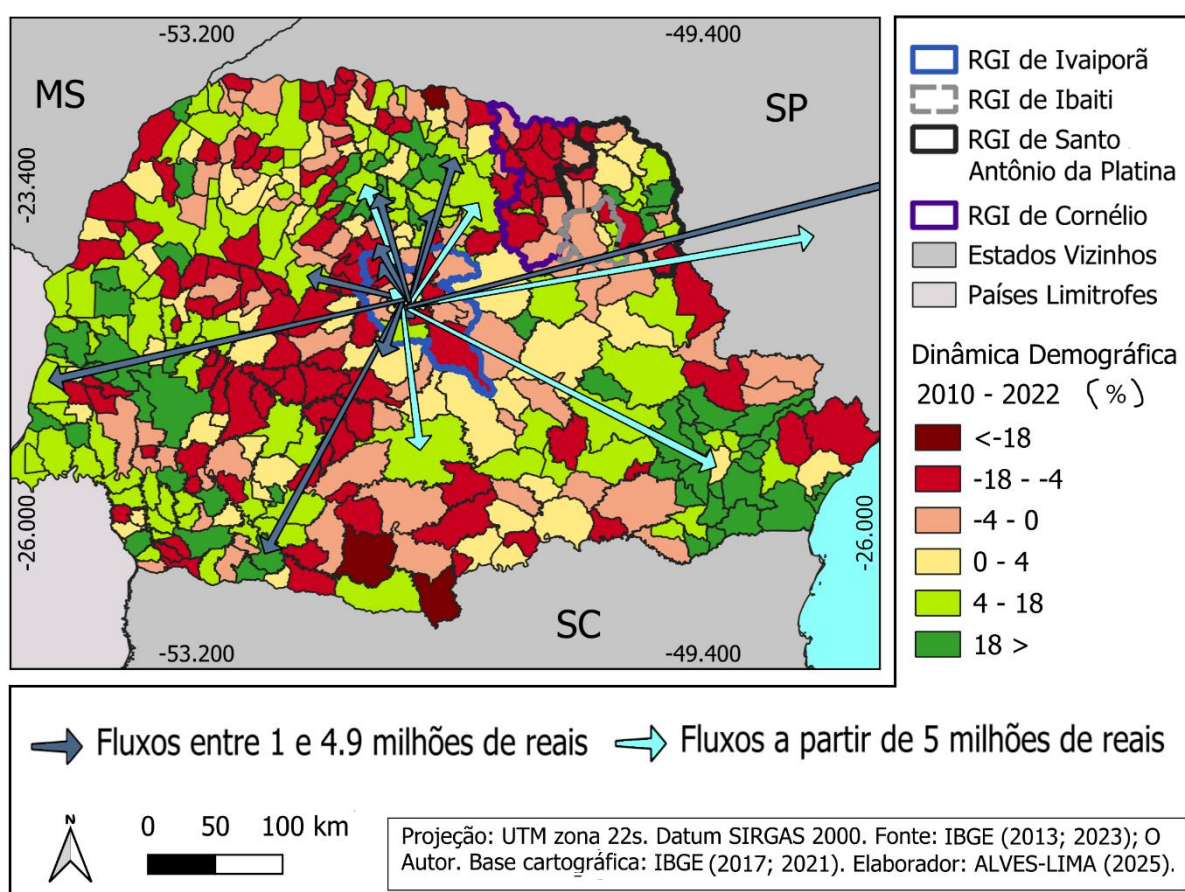 -53.200
-49.400
MS
SP
-23.400
-26.000
-26.000
SC
-53.200
-49.400
RGI de Ivaiporã
RGI de Ibaiti
RGI de Santo
Antônio da Platina
RGI de Cornélio
Estados Vizinhos
Países Limitrofes
Dinâmica Demográfica
2010 - 2022 (%)
<-18
-18 - -4
-4 - 0
0 - 4
4 - 18
18 >
Fluxos entre 1 e 4.9 milhões de reais
Fluxos a partir de 5 milhões de reais
N
0 50 100 km
Projeção: UTM zona 22s. Datum SIRGAS 2000. Fonte: IBGE (2013; 2023); O
Autor. Base cartográfica: IBGE (2017; 2021). Elaborador: ALVES-LIMA (2025).